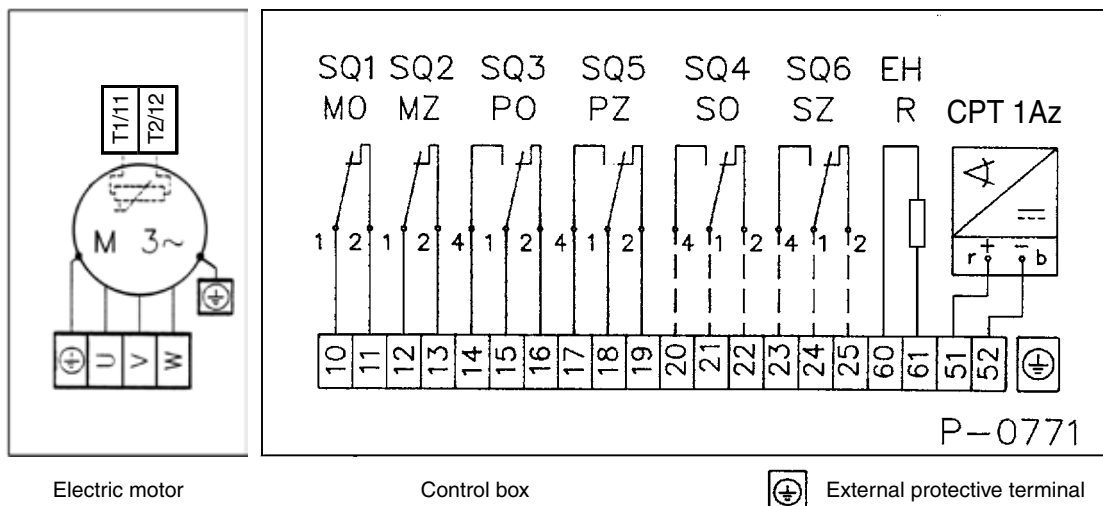 SQ1 SQ2 SQ3 SQ5 SQ4 SQ6 EH
MO MZ PO PZ SO SZ R CPT 1Az
T1/11 T2/12
M 3~
r + − b
1 2 1 2 4 1 2 4 1 2 4 1 2 4 1 2
U V W
10 11 12 13 14 15 16 17 18 19 20 21 22 23 24 25 60 61 51 52
P-0771
Electric motor
Control box
External protective terminal